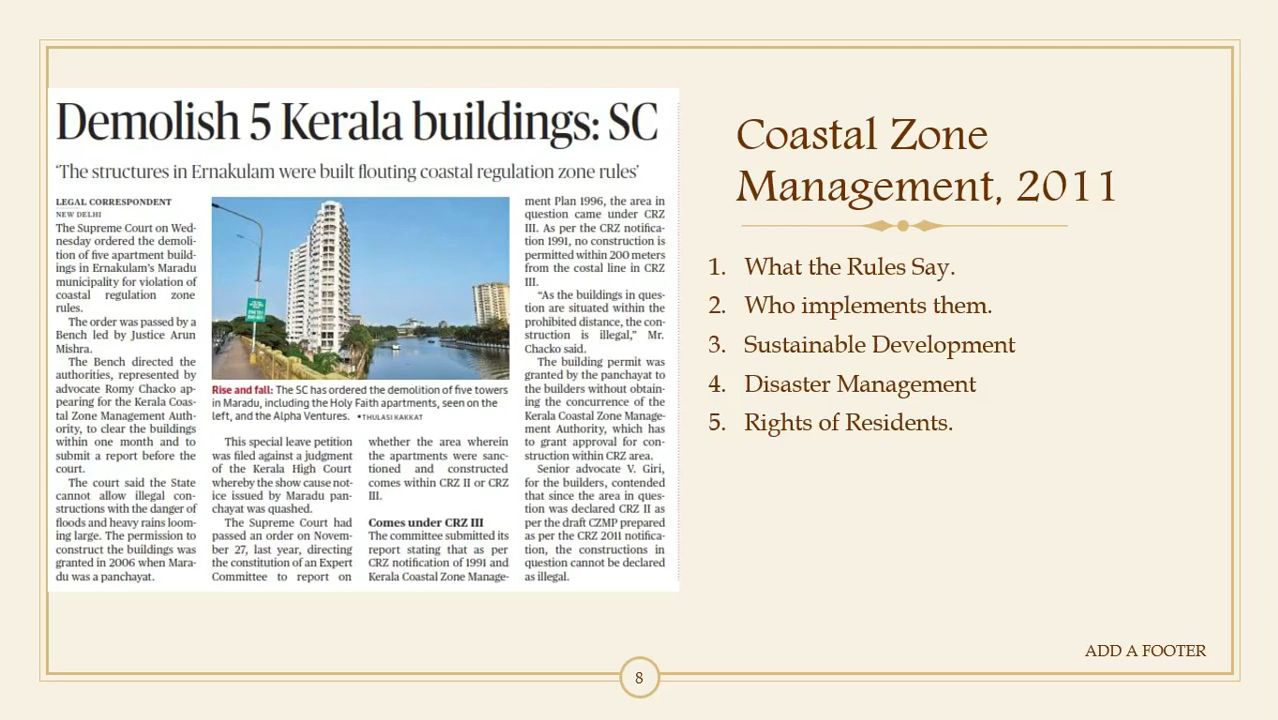 Demolish 5 Kerala buildings: SC
‘The structures in Ernakulam were built flouting coastal regulation zone rules’
LEGAL CORRESPONDENT
NEW DELHI
The Supreme Court on Wed-
nesday ordered the demoli-
tion of five apartment build-
ings in Ernakulam’s Maradu
municipality for violation of
coastal regulation zone
rules.
The order was passed by a
Bench led by Justice Arun
Mishra.
The Bench directed the
authorities, represented by
advocate Romy Chacko ap-
pearing for the Kerala Coas-
tal Zone Management Auth-
ority, to clear the buildings
within one month and to
submit a report before the
court.
The court said the State
cannot allow illegal con-
structions with the danger of
floods and heavy rains loom-
ing large. The permission to
construct the buildings was
granted in 2006 when Mara-
du was a panchayat.
Rise and fall: The SC has ordered the demolition of five towers
in Maradu, including the Holy Faith apartments, seen on the
left, and the Alpha Ventures. •THULASI KAKKAT
This special leave petition
was filed against a judgment
of the Kerala High Court
whereby the show cause not-
ice issued by Maradu pan-
chayat was quashed.
The Supreme Court had
passed an order on Novem-
ber 27, last year, directing
the constitution of an Expert
Committee to report on
whether the area wherein
the apartments were sanc-
tioned and constructed
comes within CRZ II or CRZ
III.
Comes under CRZ III
The committee submitted its
report stating that as per
CRZ notification of 1991 and
Kerala Coastal Zone Manage-
ment Plan 1996, the area in
question came under CRZ
III. As per the CRZ notifica-
tion 1991, no construction is
permitted within 200 meters
from the costal line in CRZ
III.
“As the buildings in ques-
tion are situated within the
prohibited distance, the con-
struction is illegal,” Mr.
Chacko said.
The building permit was
granted by the panchayat to
the builders without obtain-
ing the concurrence of the
Kerala Coastal Zone Manage-
ment Authority, which has
to grant approval for con-
struction within CRZ area.
Senior advocate V. Giri,
for the builders, contended
that since the area in ques-
tion was declared CRZ II as
per the draft CZMP prepared
as per the CRZ 2011 notifica-
tion, the constructions in
question cannot be declared
as illegal.
Coastal Zone
Management, 2011
1. What the Rules Say.
2. Who implements them.
3. Sustainable Development
4. Disaster Management
5. Rights of Residents.
ADD A FOOTER
8